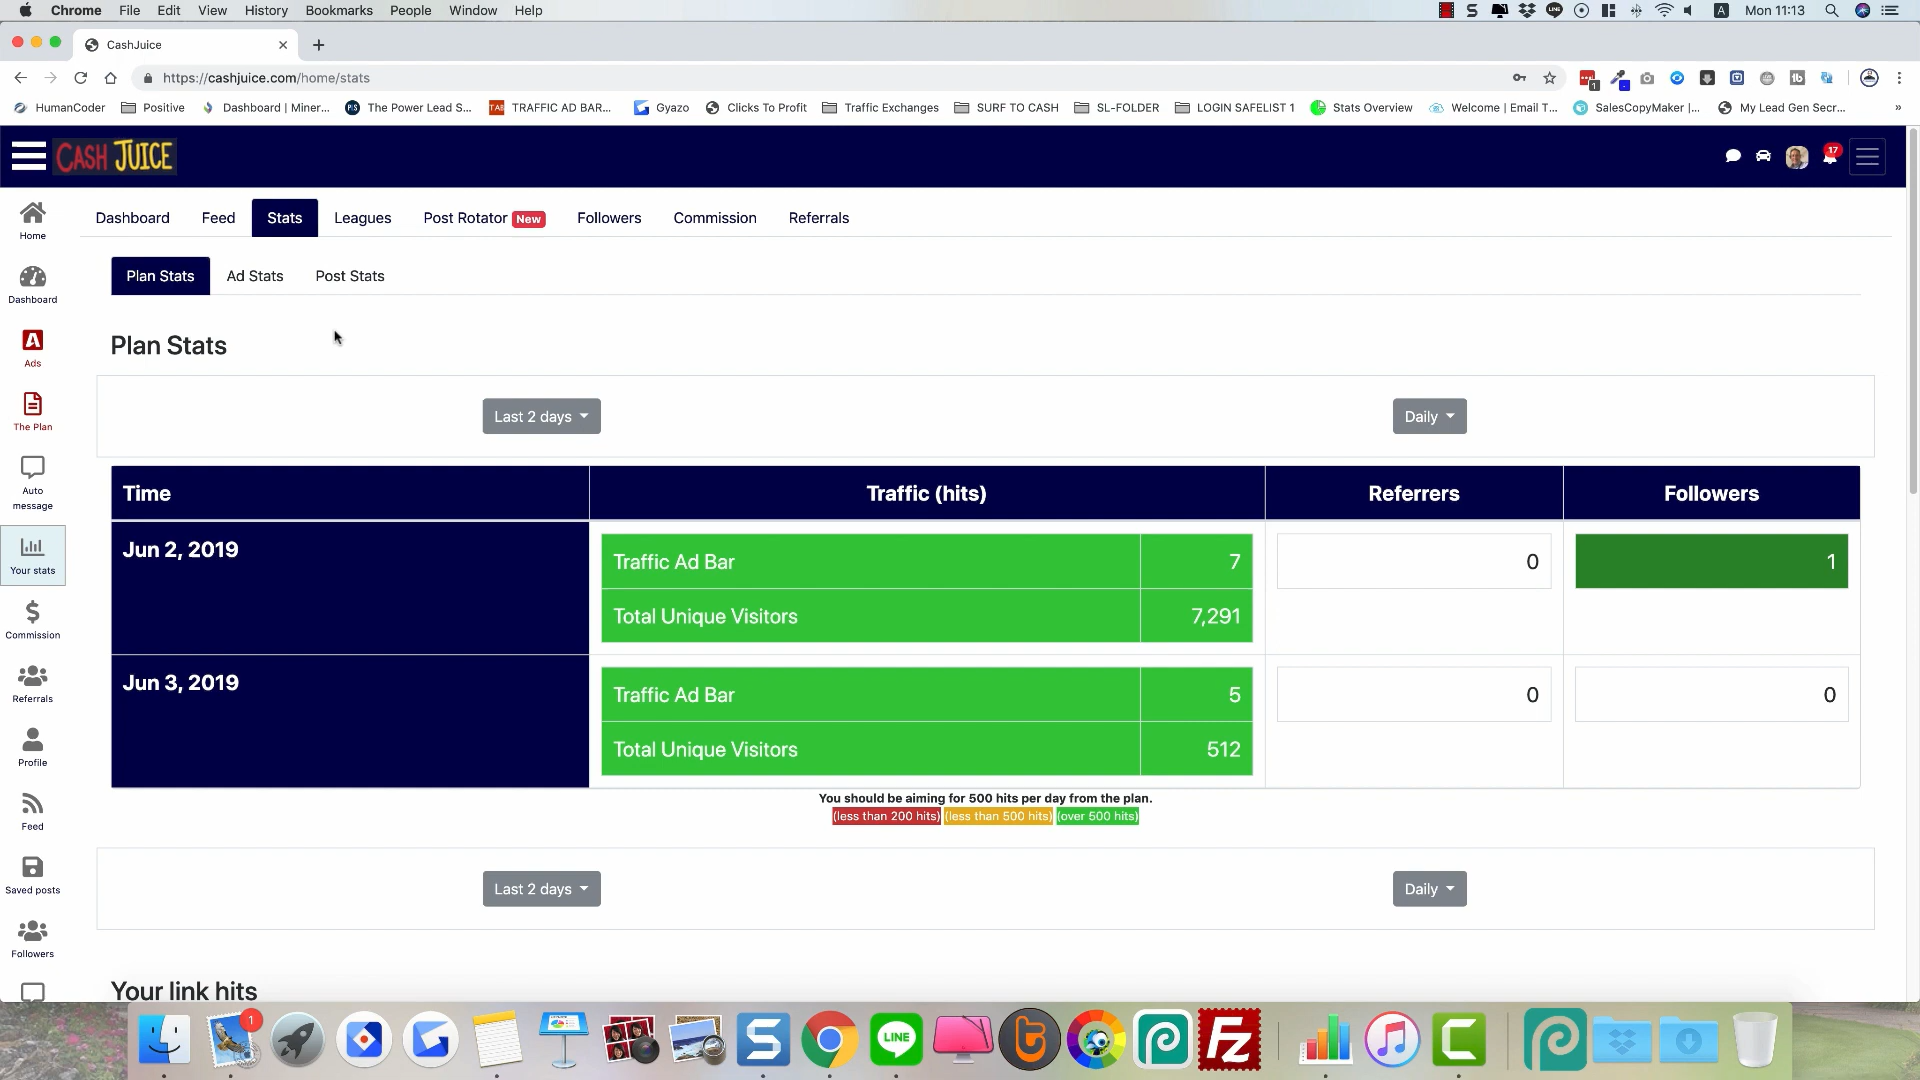 Chrome File Edit View History Bookmarks People Window Help
A Mon 11:13
CashJuice
https://cashjuice.com/home/stats
1
HumanCoder Positive Dashboard | Miner... The Power Lead S... TRAFFIC AD BAR... Gyazo Clicks To Profit Traffic Exchanges SURF TO CASH SL-FOLDER LOGIN SAFELIST 1 Stats Overview Welcome | Email T... SalesCopyMaker |... My Lead Gen Secr... »
CASH JUICE
17
Home
Dashboard
Ads
The Plan
Auto
message
Your stats
Commission
Referrals
Profile
Feed
Saved posts
Followers
Dashboard Feed Stats Leagues Post Rotator New Followers Commission Referrals
Plan Stats Ad Stats Post Stats
Plan Stats
Last 2 days Daily
Time Traffic (hits) Referrers Followers
Jun 2, 2019 Traffic Ad Bar 7 0 1
Total Unique Visitors 7,291
Jun 3, 2019 Traffic Ad Bar 5 0 0
Total Unique Visitors 512
You should be aiming for 500 hits per day from the plan.
(less than 200 hits) (less than 500 hits) (over 500 hits)
Last 2 days Daily
Your link hits
1
LINE